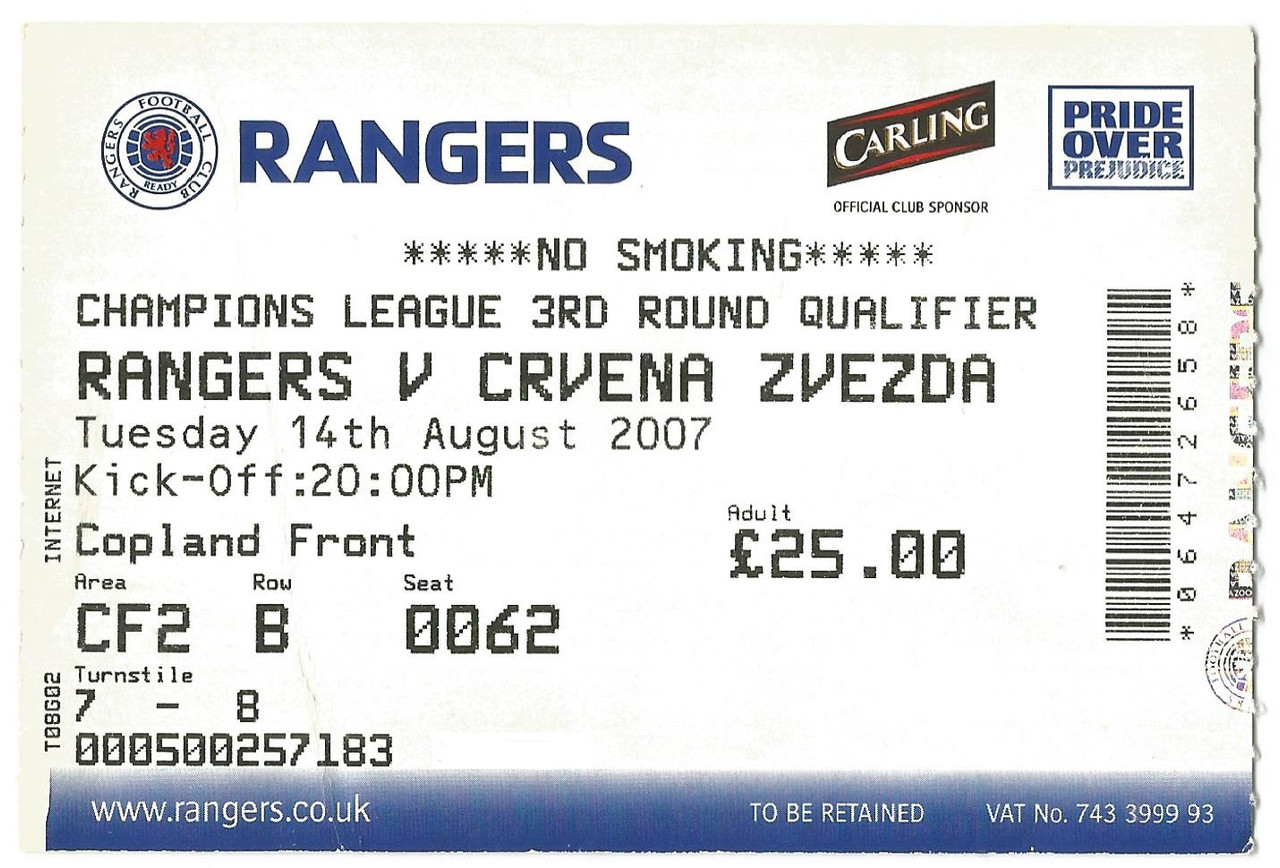 RANGERS FOOTBALL CLUB
READY
RANGERS
CARLING
OFFICIAL CLUB SPONSOR
PRIDE
OVER
PREJUDICE
*****NO SMOKING*****
CHAMPIONS LEAGUE 3RD ROUND QUALIFIER
RANGERS V CRVENA ZVEZDA
Tuesday 14th August 2007
Kick-Off:20:00PM
Copland Front
Adult
£25.00
Area Row Seat
CF2 B 0062
Turnstile
7 - 8
000500257183
INTERNET
T08G02
*0647726558*
www.rangers.co.uk
TO BE RETAINED
VAT No. 743 3999 93